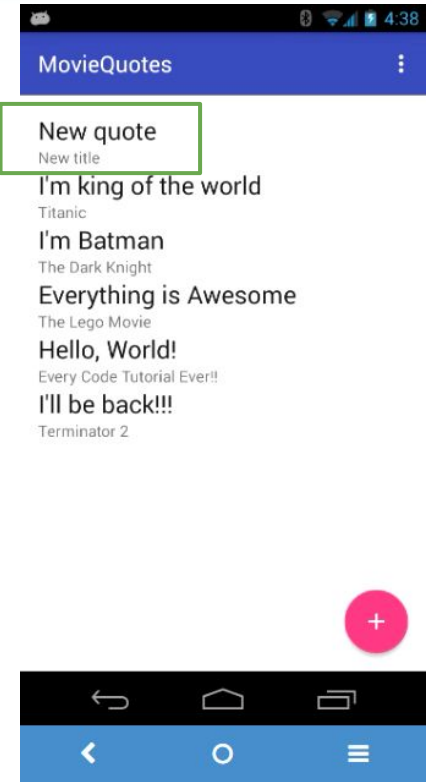 4:38
MovieQuotes
New quote
New title
I'm king of the world
Titanic
I'm Batman
The Dark Knight
Everything is Awesome
The Lego Movie
Hello, World!
Every Code Tutorial Ever!!
I'll be back!!!
Terminator 2
+